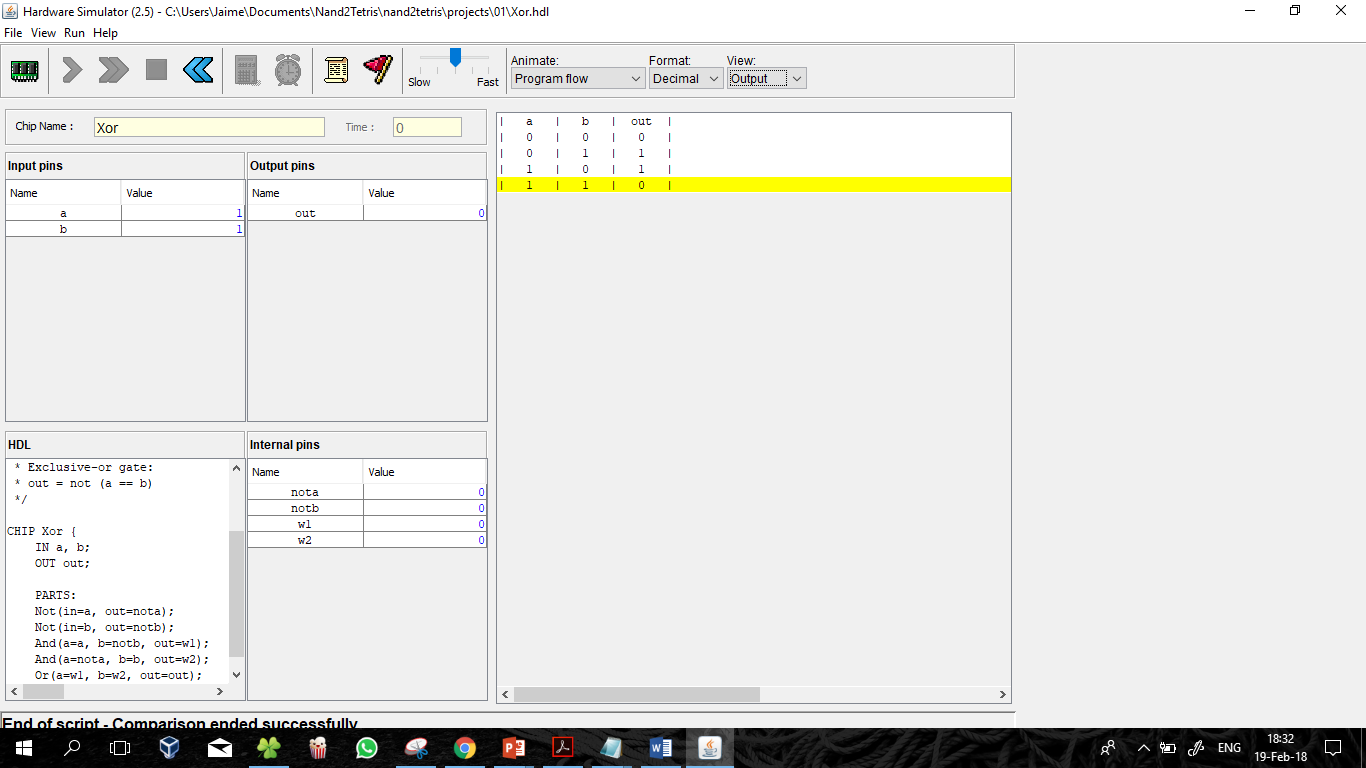 Hardware Simulator (2.5) - C:\Users\Jaime\Documents\Nand2Tetris\nand2tetris\projects\01\Xor.hdl
File View Run Help
Slow Fast
Animate: Format: View:
Program flow Decimal Output
Chip Name : Xor Time : 0
Input pins
Name Value
a 1
b 1
Output pins
Name Value
out 0
HDL
* Exclusive-or gate:
* out = not (a == b)
*/
CHIP Xor {
IN a, b;
OUT out;
PARTS:
Not(in=a, out=nota);
Not(in=b, out=notb);
And(a=a, b=notb, out=w1);
And(a=nota, b=b, out=w2);
Or(a=w1, b=w2, out=out);
Internal pins
Name Value
nota 0
notb 0
w1 0
w2 0
| a | b | out |
| 0 | 0 | 0 |
| 0 | 1 | 1 |
| 1 | 0 | 1 |
| 1 | 1 | 0 |
End of script - Comparison ended successfully
ENG
18:32
19-Feb-18